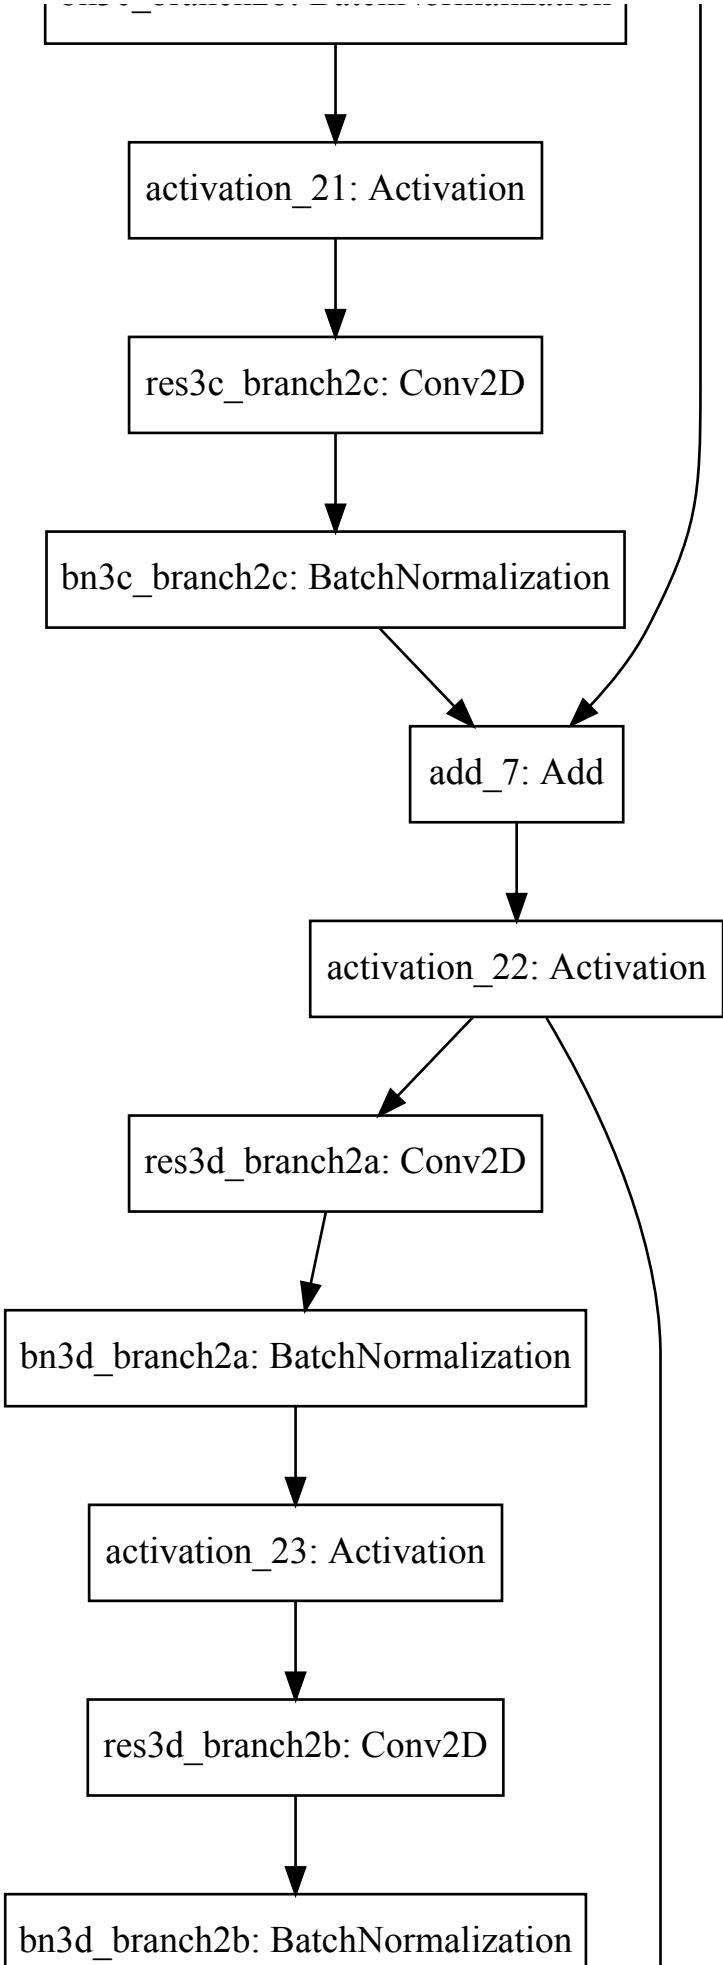 activation_21: Activation
res3c_branch2c: Conv2D
bn3c_branch2c: BatchNormalization
add_7: Add
activation_22: Activation
res3d_branch2a: Conv2D
bn3d_branch2a: BatchNormalization
activation_23: Activation
res3d_branch2b: Conv2D
bn3d_branch2b: BatchNormalization